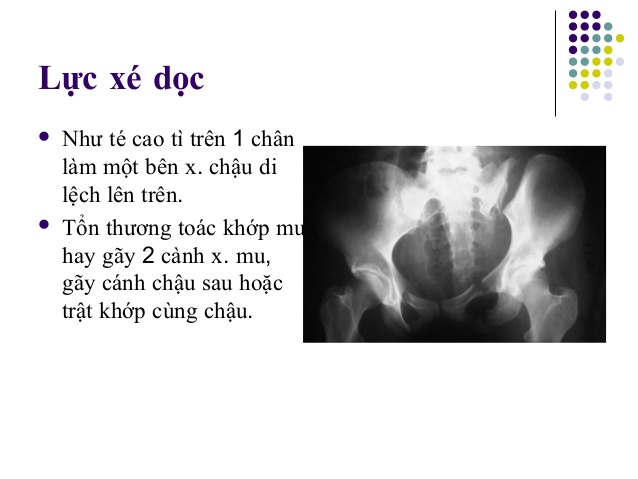 Lực xé dọc
Như té cao tì trên 1 chân
làm một bên x. chậu di
lệch lên trên.
Tổn thương toác khớp mu
hay gãy 2 cành x. mu,
gãy cánh chậu sau hoặc
trật khớp cùng chậu.